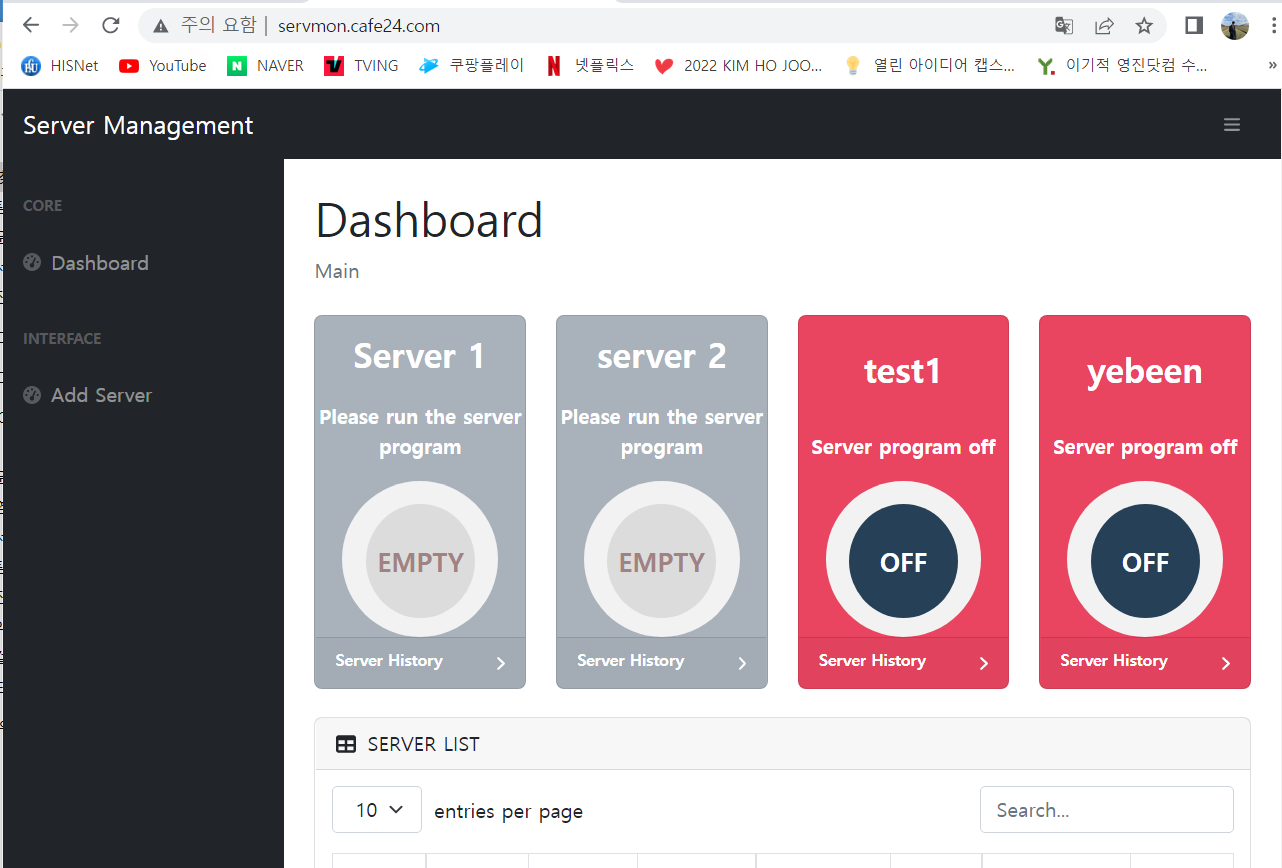 주의 요함 | servmon.cafe24.com
HISNet YouTube NAVER TVING 쿠팡플레이 넷플릭스 2022 KIM HO JOO... 열린 아이디어 캡스... 이기적 영진닷컴 수... »
Server Management
CORE
Dashboard
INTERFACE
Add Server
Dashboard
Main
Server 1
Please run the server
program
EMPTY
Server History
server 2
Please run the server
program
EMPTY
Server History
test1
Server program off
OFF
Server History
yebeen
Server program off
OFF
Server History
SERVER LIST
10 entries per page
Search...